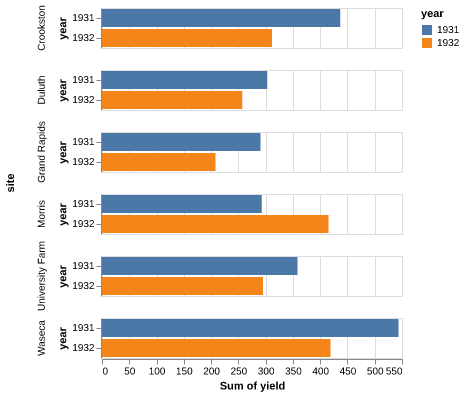 year
1931
1932
site
Crookston
year
1931
1932
Duluth
year
1931
1932
Grand Rapids
year
1931
1932
Morris
year
1931
1932
University Farm
year
1931
1932
Waseca
year
1931
1932
0 50 100 150 200 250 300 350 400 450 500 550
Sum of yield